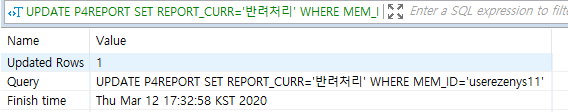 UPDATE P4REPORT SET REPORT_CURR='반려처리' WHERE MEM_I
Enter a SQL expression to filte
Name Value
Updated Rows 1
Query UPDATE P4REPORT SET REPORT_CURR='반려처리' WHERE MEM_ID='userezenys11'
Finish time Thu Mar 12 17:32:58 KST 2020